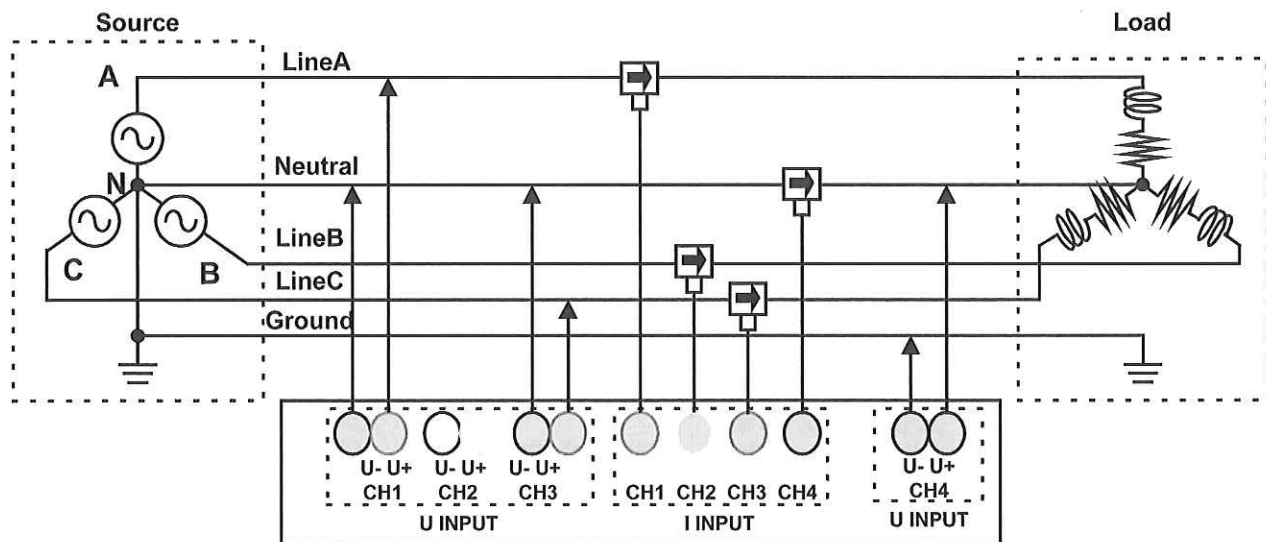 Source
Load
A
LineA
N
Neutral
C
B
LineB
LineC
Ground
U- U+
U- U+
U- U+
U- U+
CH1
CH2
CH3
CH1
CH2
CH3
CH4
CH4
U INPUT
I INPUT
U INPUT